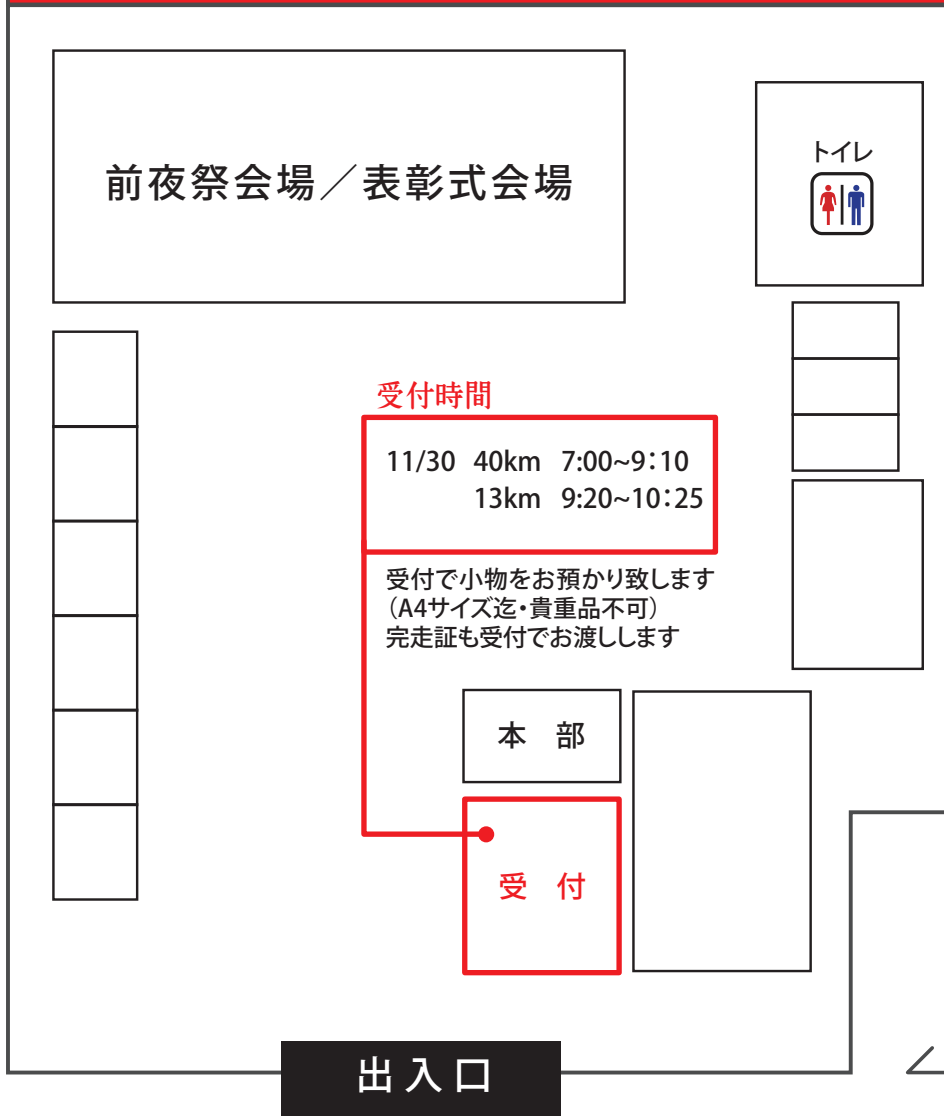 前夜祭会場／表彰式会場
トイレ
受付時間
11/30 40km 7:00~9：10
13km 9:20~10：25
受付で小物をお預かり致します
（A4サイズ迄・貴重品不可）
完走証も受付でお渡しします
本 部
受 付
出入口